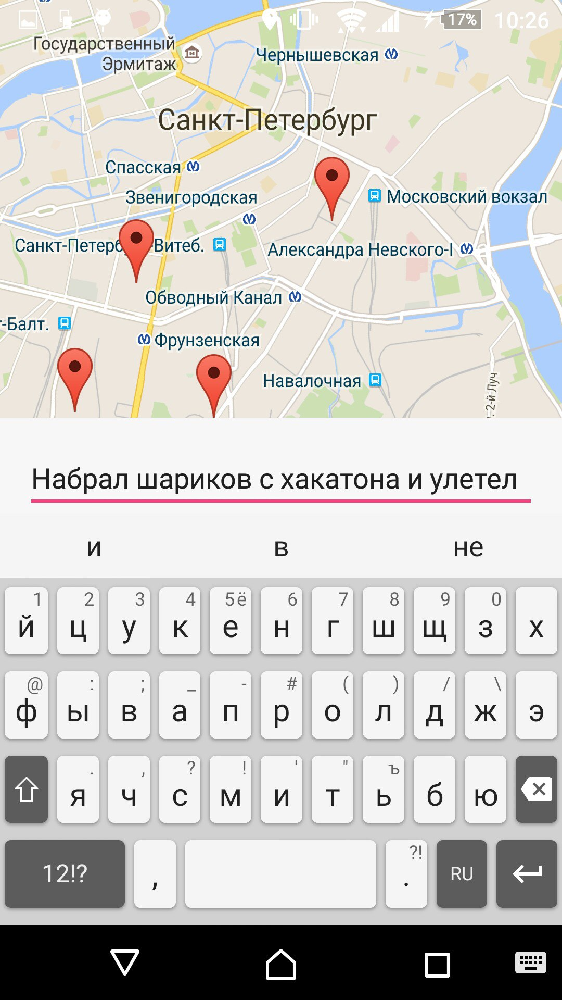 17% 10:26
Государственный
Эрмитаж
Чернышевская
Санкт-Петербург
Спасская
Звенигородская
Московский вокзал
Санкт-Петерб Витеб.
Александра Невского-I
Обводный Канал
т-Балт.
Фрунзенская
Навалочная
2-й Луч
Набрал шариков с хакатона и улетел
и в не
1 2 3 4 5 ё 6 7 8 9 0
й ц у к е н г ш щ з х
@ : ; _ - # ( ) / \
ф ы в а п р о л д ж э
. , ? ! ' " ъ
я ч с м и т ь б ю
?!
12!? , . RU